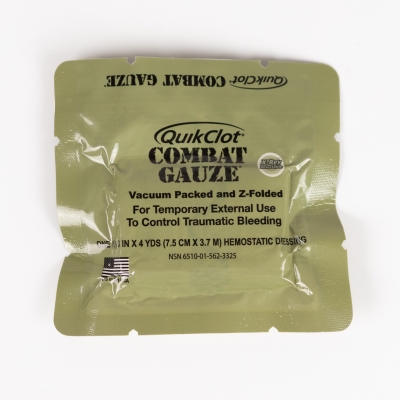 QuikClot® COMBAT GAUZE®
QuikClot®
COMBAT
GAUZE®
Vacuum Packed and Z-Folded
For Temporary External Use
To Control Traumatic Bleeding
IN X 4 YDS (7.5 CM X 3.7 M) HEMOSTATIC DRESSING
NSN 6510-01-562-3325